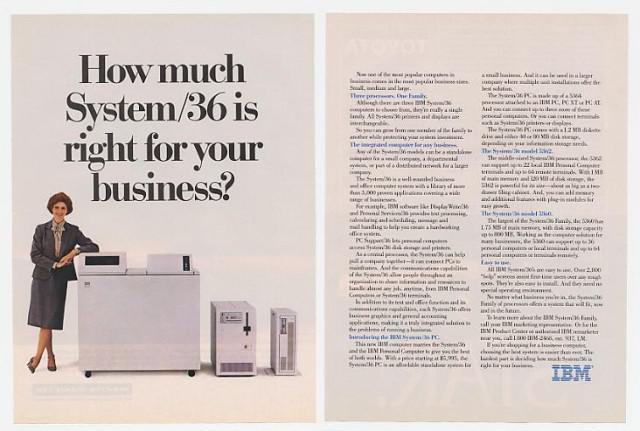 How much
System/36 is
right for your
business?
Now one of the most popular computers in
business comes in the most popular business sizes.
Small, medium and large.
Three processors. One Family.
Although there are three IBM System/36
computers to choose from, they're really a single
family. All System/36 printers and displays are
interchangeable.
So you can grow from one member of the family to
another while protecting your system investment.
The integrated computer for any business.
Any of the System/36 models can be a standalone
computer for a small company, a departmental
system, or part of a distributed network for a larger
company.
The System/36 is a well-rounded business
and office computer system with a library of more
than 3,000 proven applications covering a wide
range of businesses.
For example, IBM software like DisplayWrite/36
and Personal Services/36 provides text processing,
calendaring and scheduling, message and
mail handling to help you create a hardworking
office system.
PC Support/36 lets personal computers
access System/36 disk storage and printers.
As a central processor, the System/36 can help
pull a company together—it can connect PCs to
mainframes. And the communications capabilities
of the System/36 allow people throughout an
organization to share information and resources to
handle almost any job, anytime, from IBM Personal
Computers or System/36 terminals.
In addition to its text and office function and its
communications capabilities, each System/36 offers
business graphics and general accounting
applications, making it a truly integrated solution to
the problems of running a business.
Introducing the IBM System/36 PC.
This new IBM computer marries the System/36
and the IBM Personal Computer to give you the best
of both worlds. With a price starting at $5,995, the
System/36 PC is an affordable standalone system for
a small business. And it can be used in a larger
company where multiple unit installations offer the
best solution.
The System/36 PC is made up of a 5364
processor attached to an IBM PC, PC XT or PC AT.
And you can connect up to three more of these
personal computers. Or you can connect terminals
such as System/36 printers or displays.
The System/36 PC comes with a 1.2 MB diskette
drive and either 40 or 80 MB disk storage,
depending on your information storage needs.
The System/36 model 5362.
The middle-sized System/36 processor, the 5362
can support up to 22 local IBM Personal Computer
terminals and up to 64 remote terminals. With 1 MB
of main memory and 120 MB of disk storage, the
5362 is powerful for its size—about as big as a two-
drawer filing cabinet. And, you can add memory
and additional features with plug-in modules for
easy growth.
The System/36 model 5360.
The largest of the System/36 Family, the 5360 has
1.75 MB of main memory, with disk storage capacity
up to 800 MB. Working as the computer solution for
many businesses, the 5360 can support up to 36
personal computers or local terminals and up to 64
personal computers or terminals remotely.
Easy to use.
All IBM System/36s are easy to use. Over 2,100
"help" screens assist first-time users over any rough
spots. They're also easy to install. And they need no
special operating environment.
No matter what business you're in, the System/36
Family of processors offers a system that will fit, now
and in the future.
To learn more about the IBM System/36 Family,
call your IBM marketing representative. Or for the
IBM Product Center or authorized IBM remarketer
near you, call 1 800 IBM-2468, ext. 937, LM.
If you're shopping for a business computer,
choosing the best system is easier than ever. The
hardest part is deciding how much System/36 is
right for your business.
IBM